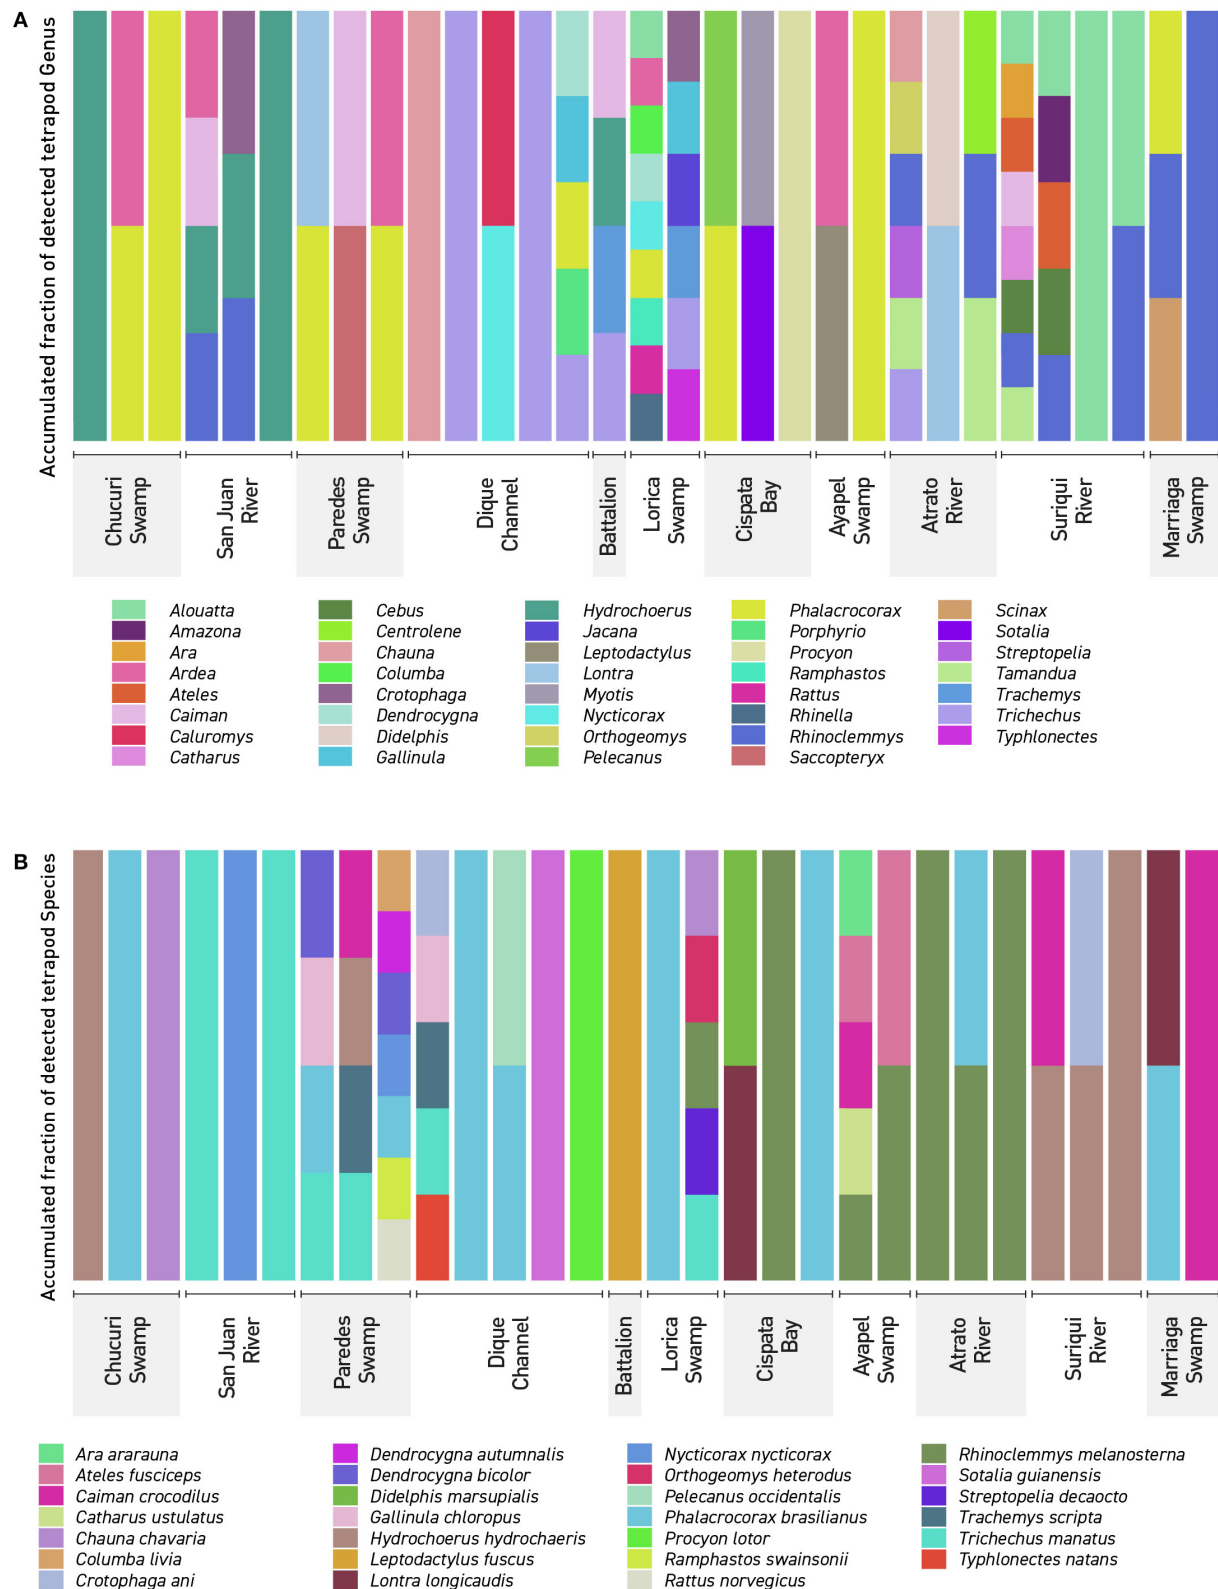 A
Accumulated fraction of detected tetrapod Genus
Chucuri
Swamp
San Juan
River
Paredes
Swamp
Dique
Channel
Battalion
Lorica
Swamp
Cispata
Bay
Ayapel
Swamp
Atrato
River
Suriqui
River
Marriaga
Swamp
Alouatta
Amazona
Ara
Ardea
Ateles
Caiman
Caluromys
Catharus
Cebus
Centrolene
Chauna
Columba
Crotophaga
Dendrocygna
Didelphis
Gallinula
Hydrochoerus
Jacana
Leptodactylus
Lontra
Myotis
Nycticorax
Orthogeomys
Pelecanus
Phalacrocorax
Porphyrio
Procyon
Ramphastos
Rattus
Rhinella
Rhinoclemmys
Saccopteryx
Scinax
Sotalia
Streptopelia
Tamandua
Trachemys
Trichechus
Typhlonectes
B
Accumulated fraction of detected tetrapod Species
Chucuri
Swamp
San Juan
River
Paredes
Swamp
Dique
Channel
Battalion
Lorica
Swamp
Cispata
Bay
Ayapel
Swamp
Atrato
River
Suriqui
River
Marriaga
Swamp
Ara ararauna
Ateles fusciceps
Caiman crocodilus
Catharus ustulatus
Chauna chavaria
Columba livia
Crotophaga ani
Dendrocygna autumnalis
Dendrocygna bicolor
Didelphis marsupialis
Gallinula chloropus
Hydrochoerus hydrochaeris
Leptodactylus fuscus
Lontra longicaudis
Nycticorax nycticorax
Orthogeomys heterodus
Pelecanus occidentalis
Phalacrocorax brasilianus
Procyon lotor
Ramphastos swainsonii
Rattus norvegicus
Rhinoclemmys melanosterna
Sotalia guianensis
Streptopelia decaocto
Trachemys scripta
Trichechus manatus
Typhlonectes natans